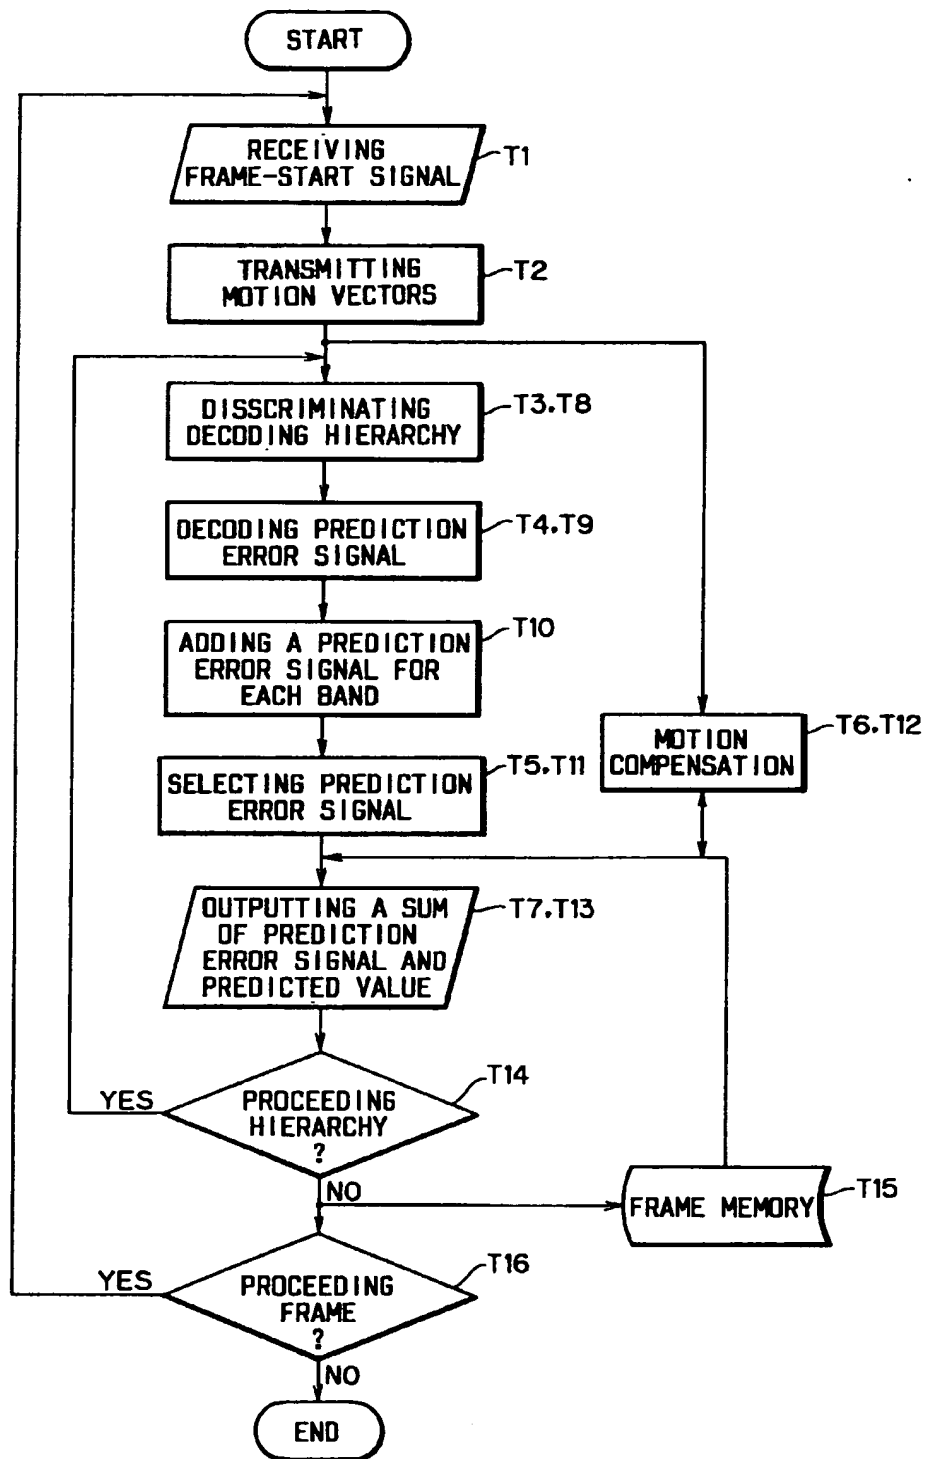 START
RECEIVING
FRAME-START SIGNAL
T1
TRANSMITTING
MOTION VECTORS
T2
DISSCRIMINATING
DECODING HIERARCHY
T3.T8
DECODING PREDICTION
ERROR SIGNAL
T4.T9
ADDING A PREDICTION
ERROR SIGNAL FOR
EACH BAND
T10
MOTION
COMPENSATION
T6.T12
SELECTING PREDICTION
ERROR SIGNAL
T5.T11
OUTPUTTING A SUM
OF PREDICTION
ERROR SIGNAL AND
PREDICTED VALUE
T7.T13
PROCEEDING
HIERARCHY
?
T14
YES
NO
FRAME MEMORY
T15
PROCEEDING
FRAME
?
T16
YES
NO
END